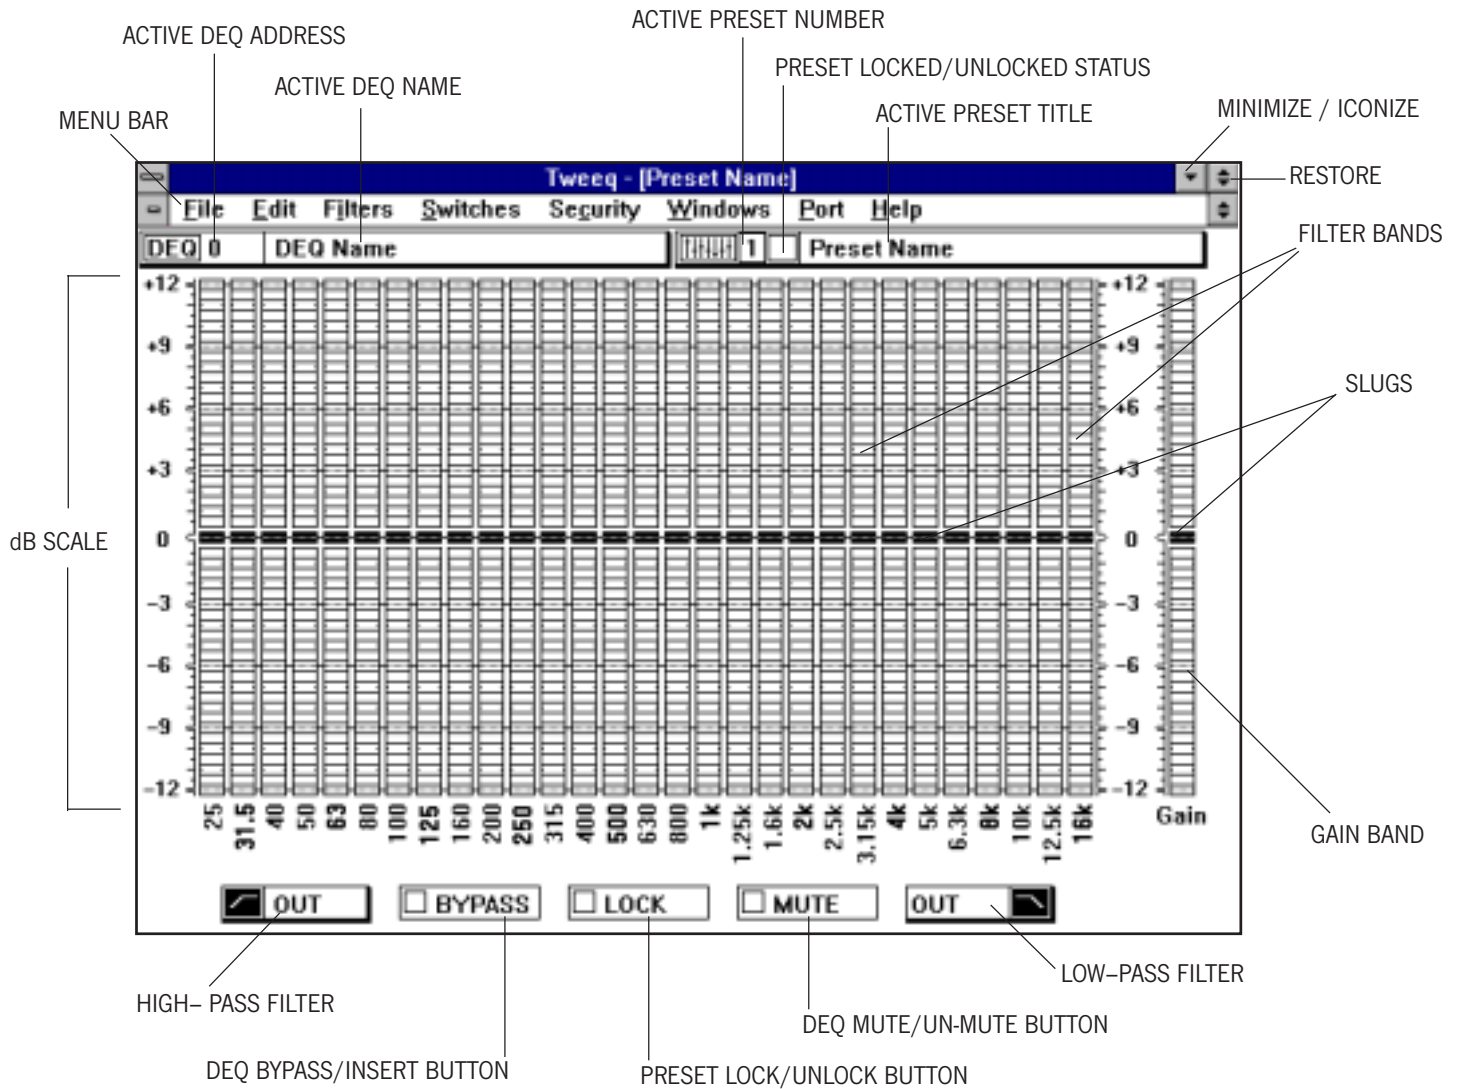 ACTIVE PRESET NUMBER
ACTIVE DEQ ADDRESS
PRESET LOCKED/UNLOCKED STATUS
ACTIVE DEQ NAME
MINIMIZE / ICONIZE
ACTIVE PRESET TITLE
MENU BAR
RESTORE
Tweeq - [Preset Name]
File Edit Filters Switches Security Windows Port Help
FILTER BANDS
DEQ 0 DEQ Name 1 Preset Name
+12 +12
+9 +9
+6 +6
SLUGS
+3 +3
dB SCALE
0 0
-3 -3
-6 -6
-9 -9
-12 -12
25 31.5 40 50 63 80 100 125 160 200 250 315 400 500 630 800 1k 1.25k 1.6k 2k 2.5k 3.15k 4k 5k 6.3k 8k 10k 12.5k 16k Gain
GAIN BAND
OUT BYPASS LOCK MUTE OUT
LOW–PASS FILTER
HIGH– PASS FILTER
DEQ MUTE/UN-MUTE BUTTON
DEQ BYPASS/INSERT BUTTON
PRESET LOCK/UNLOCK BUTTON